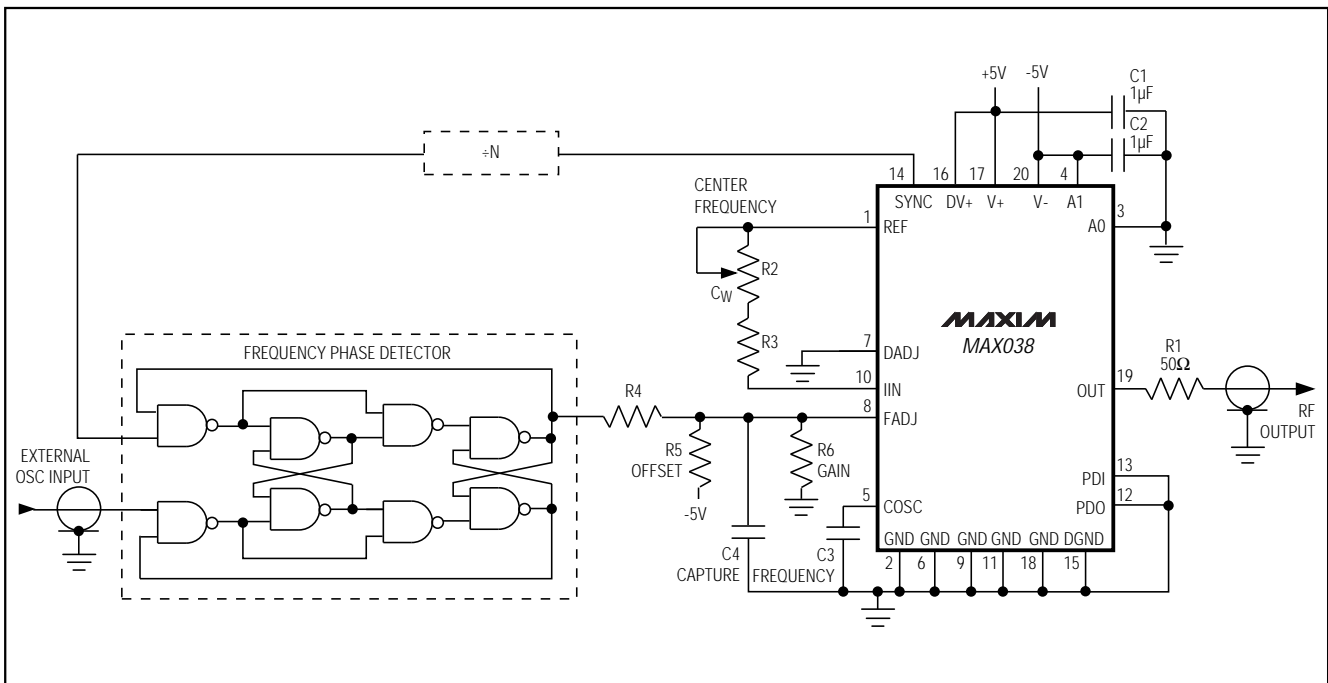 +5V
-5V
C1
1µF
C2
1µF
÷N
14
16
17
20
4
SYNC
DV+
V+
V-
A1
CENTER
FREQUENCY
1
REF
3
A0
R2
CW
R3
MAXIM
MAX038
7
DADJ
FREQUENCY PHASE DETECTOR
R1
50Ω
10
IIN
OUT
19
R4
8
FADJ
RF
OUTPUT
EXTERNAL
OSC INPUT
R5
OFFSET
-5V
R6
GAIN
13
PDI
12
PDO
5
COSC
C4
CAPTURE
C3
FREQUENCY
GND
GND
GND
GND
GND
DGND
2
6
9
11
18
15